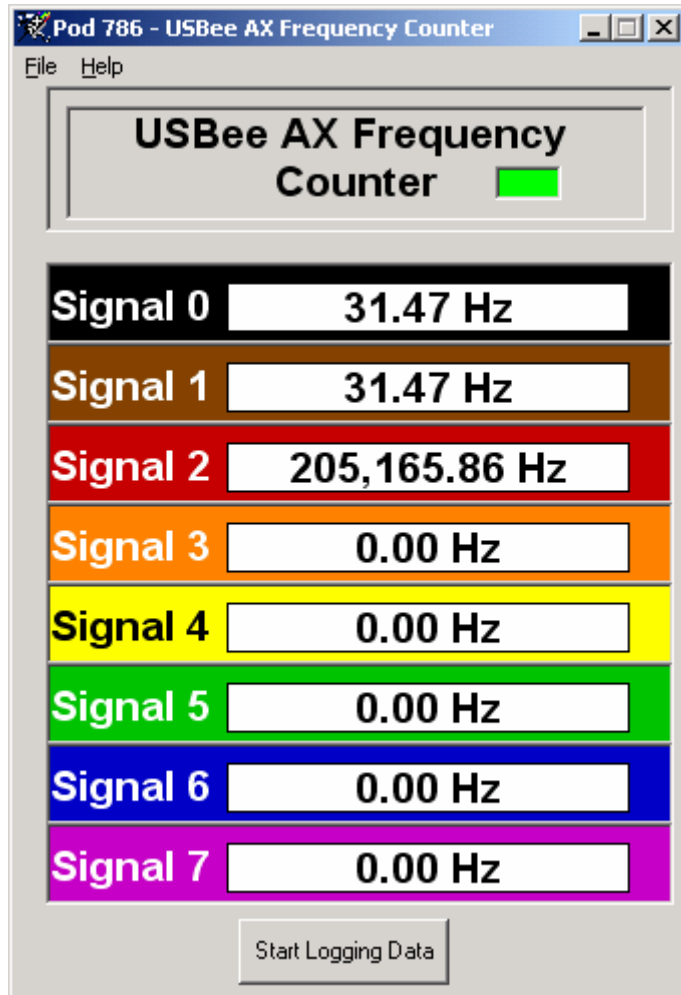 Pod 786 - USBee AX Frequency Counter
File Help
USBee AX Frequency
Counter
Signal 0 31.47 Hz
Signal 1 31.47 Hz
Signal 2 205,165.86 Hz
Signal 3 0.00 Hz
Signal 4 0.00 Hz
Signal 5 0.00 Hz
Signal 6 0.00 Hz
Signal 7 0.00 Hz
Start Logging Data